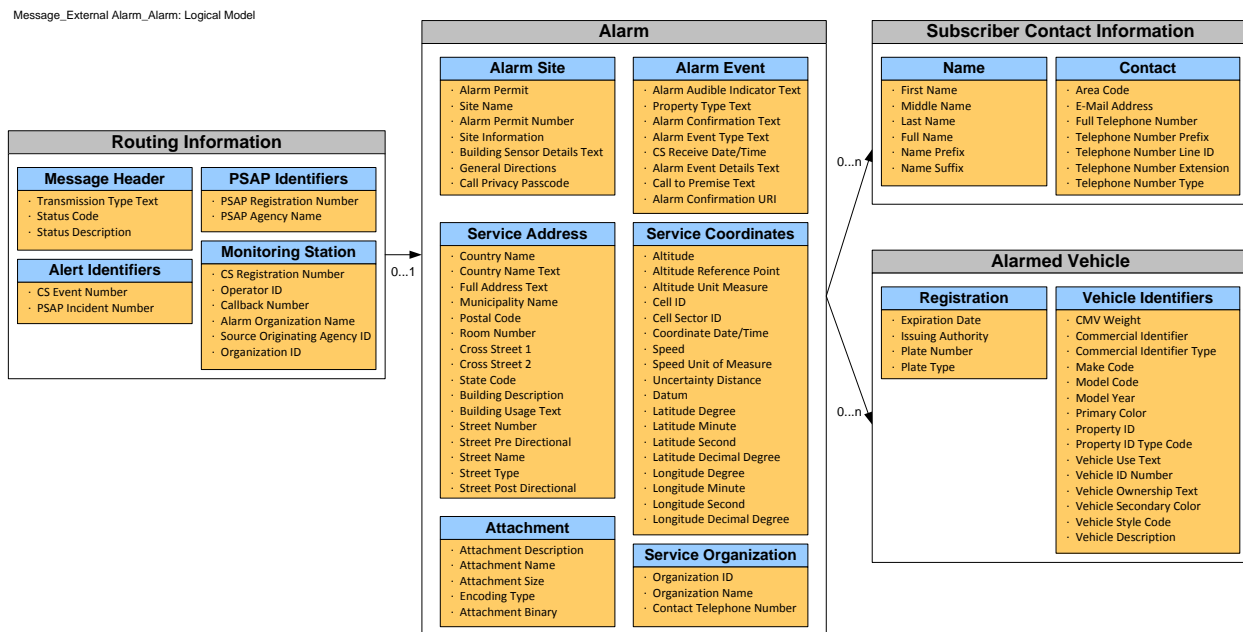 Message_External Alarm_Alarm: Logical Model
Routing Information
Message Header
· Transmission Type Text
· Status Code
· Status Description
PSAP Identifiers
· PSAP Registration Number
· PSAP Agency Name
Alert Identifiers
· CS Event Number
· PSAP Incident Number
Monitoring Station
· CS Registration Number
· Operator ID
· Callback Number
· Alarm Organization Name
· Source Originating Agency ID
· Organization ID
0...1
Alarm
Alarm Site
· Alarm Permit
· Site Name
· Alarm Permit Number
· Site Information
· Building Sensor Details Text
· General Directions
· Call Privacy Passcode
Alarm Event
· Alarm Audible Indicator Text
· Property Type Text
· Alarm Confirmation Text
· Alarm Event Type Text
· CS Receive Date/Time
· Alarm Event Details Text
· Call to Premise Text
· Alarm Confirmation URI
Service Address
· Country Name
· Country Name Text
· Full Address Text
· Municipality Name
· Postal Code
· Room Number
· Cross Street 1
· Cross Street 2
· State Code
· Building Description
· Building Usage Text
· Street Number
· Street Pre Directional
· Street Name
· Street Type
· Street Post Directional
Service Coordinates
· Altitude
· Altitude Reference Point
· Altitude Unit Measure
· Cell ID
· Cell Sector ID
· Coordinate Date/Time
· Speed
· Speed Unit of Measure
· Uncertainty Distance
· Datum
· Latitude Degree
· Latitude Minute
· Latitude Second
· Latitude Decimal Degree
· Longitude Degree
· Longitude Minute
· Longitude Second
· Longitude Decimal Degree
Attachment
· Attachment Description
· Attachment Name
· Attachment Size
· Encoding Type
· Attachment Binary
Service Organization
· Organization ID
· Organization Name
· Contact Telephone Number
0...n
0...n
Subscriber Contact Information
Name
· First Name
· Middle Name
· Last Name
· Full Name
· Name Prefix
· Name Suffix
Contact
· Area Code
· E-Mail Address
· Full Telephone Number
· Telephone Number Prefix
· Telephone Number Line ID
· Telephone Number Extension
· Telephone Number Type
Alarmed Vehicle
Registration
· Expiration Date
· Issuing Authority
· Plate Number
· Plate Type
Vehicle Identifiers
· CMV Weight
· Commercial Identifier
· Commercial Identifier Type
· Make Code
· Model Code
· Model Year
· Primary Color
· Property ID
· Property ID Type Code
· Vehicle Use Text
· Vehicle ID Number
· Vehicle Ownership Text
· Vehicle Secondary Color
· Vehicle Style Code
· Vehicle Description